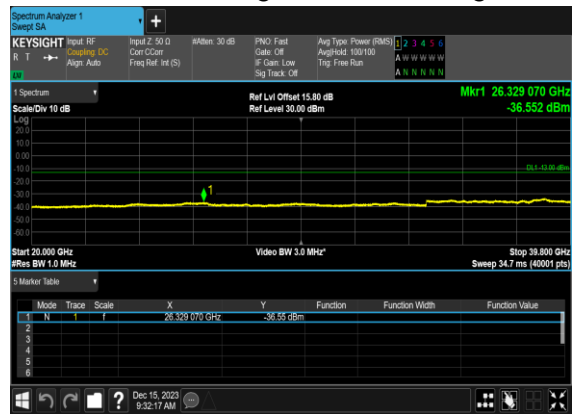 Spectrum Analyzer 1
Swept SA
+
KEYSIGHT Input: RF Input Z: 50 Ω #Atten: 30 dB PNO: Fast Avg Type: Power (RMS) 1 2 3 4 5 6
R T Coupling: DC Corr CCorr Gate: Off Avg|Hold: 100/100 A W W W W W
Align: Auto Freq Ref: Int (S) IF Gain: Low Trig: Free Run
Sig Track: Off A N N N N N
1 Spectrum Mkr1 26.329 070 GHz
Scale/Div 10 dB Ref Lvl Offset 15.80 dB -36.552 dBm
Log Ref Level 30.00 dBm
20.0
10.0
0.00
-10.0 DL1 -13.00 dBm
-20.0
-30.0 1
-40.0
-50.0
-60.0
Start 20.000 GHz Video BW 3.0 MHz* Stop 39.800 GHz
#Res BW 1.0 MHz Sweep 34.7 ms (40001 pts)
5 Marker Table
Mode Trace Scale X Y Function Function Width Function Value
1 N 1 f 26.329 070 GHz -36.55 dBm
2
3
4
5
6
? Dec 15, 2023
9:32:17 AM